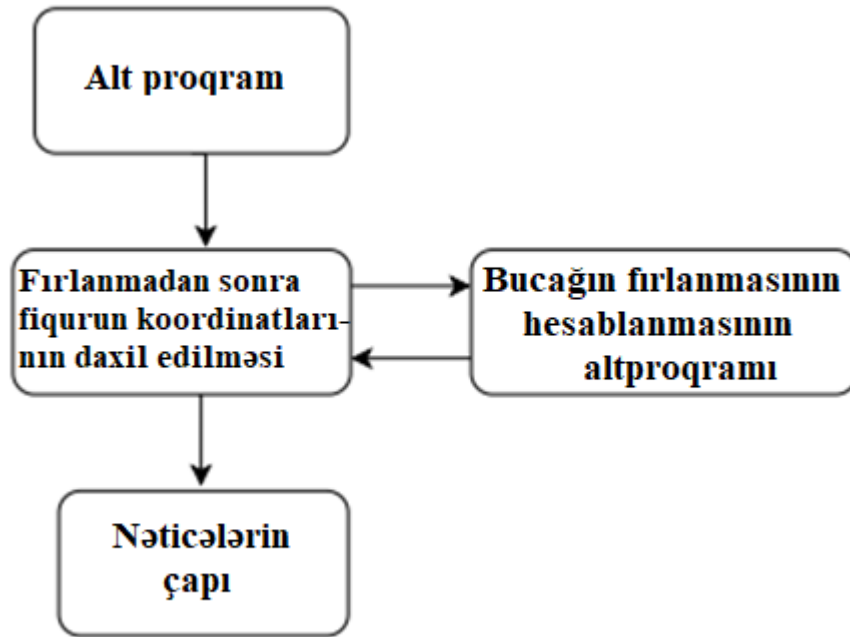 Alt proqram
Fırlanmadan sonra
fiqurun koordinatları-
nın daxil edilməsi
Bucağın fırlanmasının
hesablanmasının
altproqramı
Nəticələrin
çapı